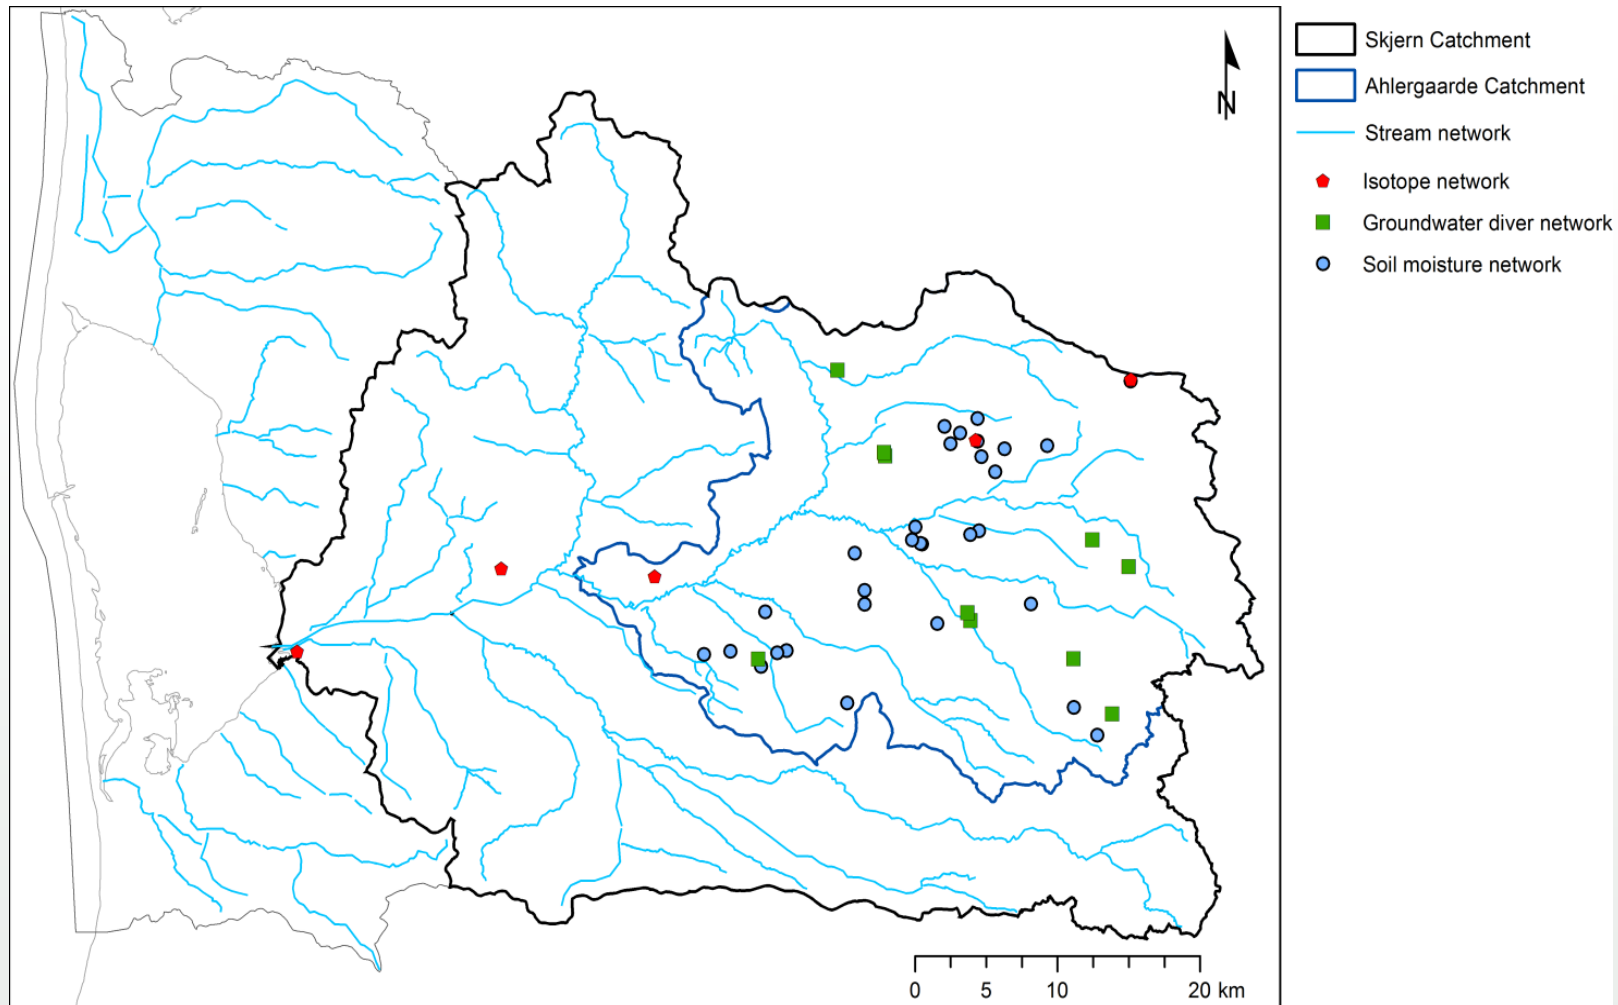 N
Skjern Catchment
Ahlergaarde Catchment
Stream network
Isotope network
Groundwater diver network
Soil moisture network
0 5 10 20 km